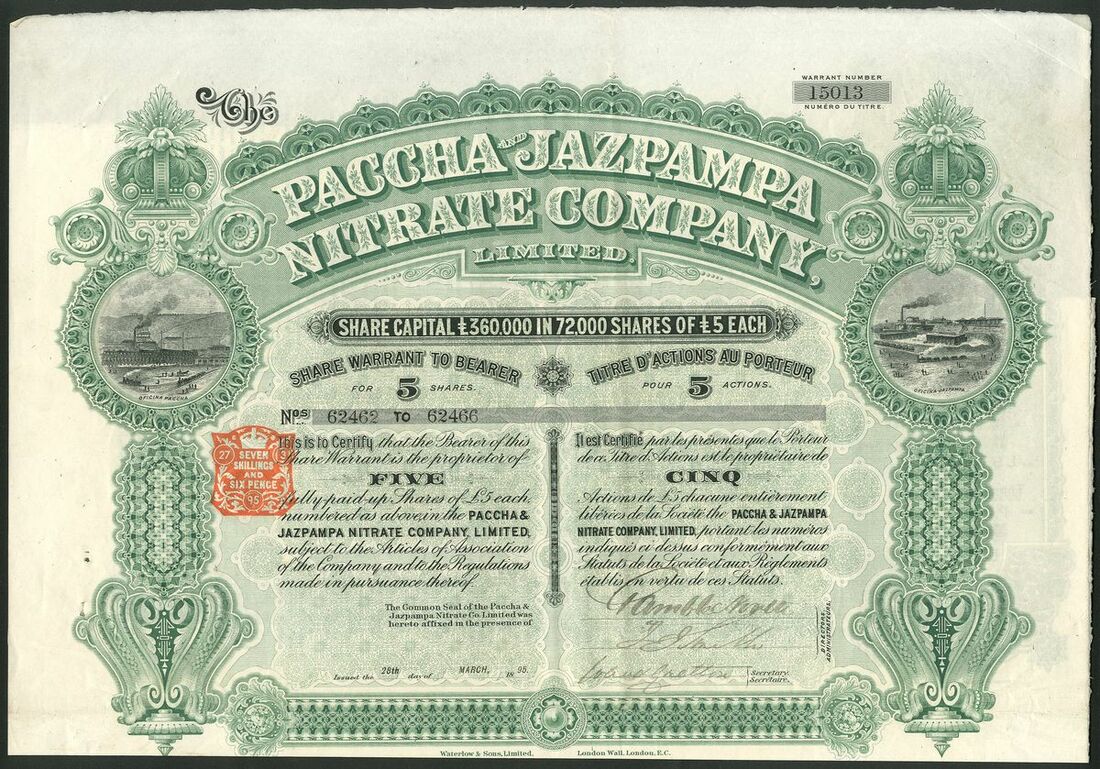 The
WARRANT NUMBER
15013
NUMÉRO DU TITRE.
PACCHA AND JAZPAMPA
NITRATE COMPANY,
LIMITED.
SHARE CAPITAL £360,000 IN 72,000 SHARES OF £5 EACH
SHARE WARRANT TO BEARER
FOR 5 SHARES.
TITRE D'ACTIONS AU PORTEUR
POUR 5 ACTIONS.
OFICINA PACCHA
OFICINA JAZPAMPA
Nos 62462 TO 62466
27 3
SEVEN
SHILLINGS
AND
SIX PENCE
95
This is to Certify that the Bearer of this
Share Warrant is the proprietor of
FIVE
fully paid up Shares of £5 each
numbered as above, in the PACCHA &
JAZPAMPA NITRATE COMPANY, LIMITED,
subject to the Articles of Association
of the Company and to the Regulations
made in pursuance thereof.
Il est Certifié par les présentes que le Porteur
de ce Titre d'Actions est le propriétaire de
CINQ
Actions de £5 chacune entièrement
libérées de la Société the PACCHA & JAZPAMPA
NITRATE COMPANY, LIMITED, portant les numéros
indiqués ci dessus conformément aux
Statuts de la Société et aux Règlements
établis en vertu de ces Statuts.
The Common Seal of the Paccha &
Jazpampa Nitrate Co. Limited was
hereto affixed in the presence of
DIRECTORS.
ADMINISTRATEURS.
Issued the 28th day of MARCH, 1895.
Secretary.
Secrétaire.
Waterlow & Sons, Limited, London Wall, London, E.C.